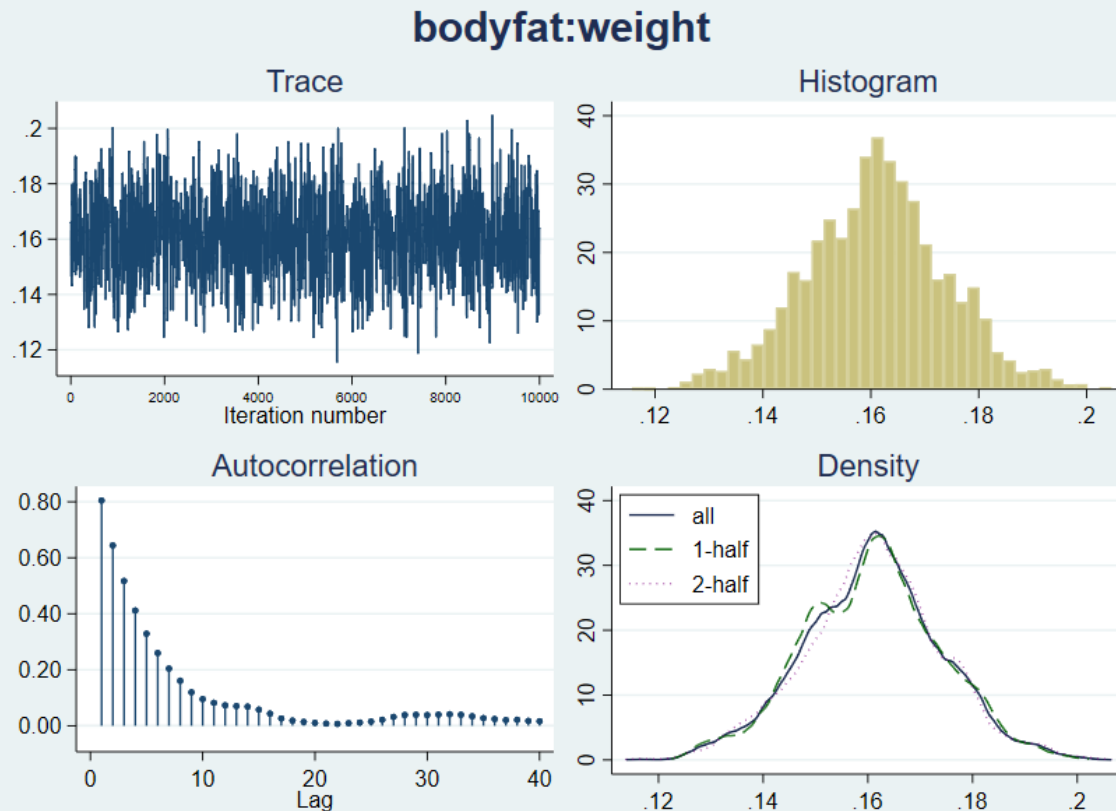 bodyfat:weight
Trace
.2
.18
.16
.14
.12
0 2000 4000 6000 8000 10000
Iteration number
Histogram
40
30
20
10
0
.12 .14 .16 .18 .2
Autocorrelation
0.80
0.60
0.40
0.20
0.00
0 10 20 30 40
Lag
Density
40
30
20
10
0
all
1-half
2-half
.12 .14 .16 .18 .2